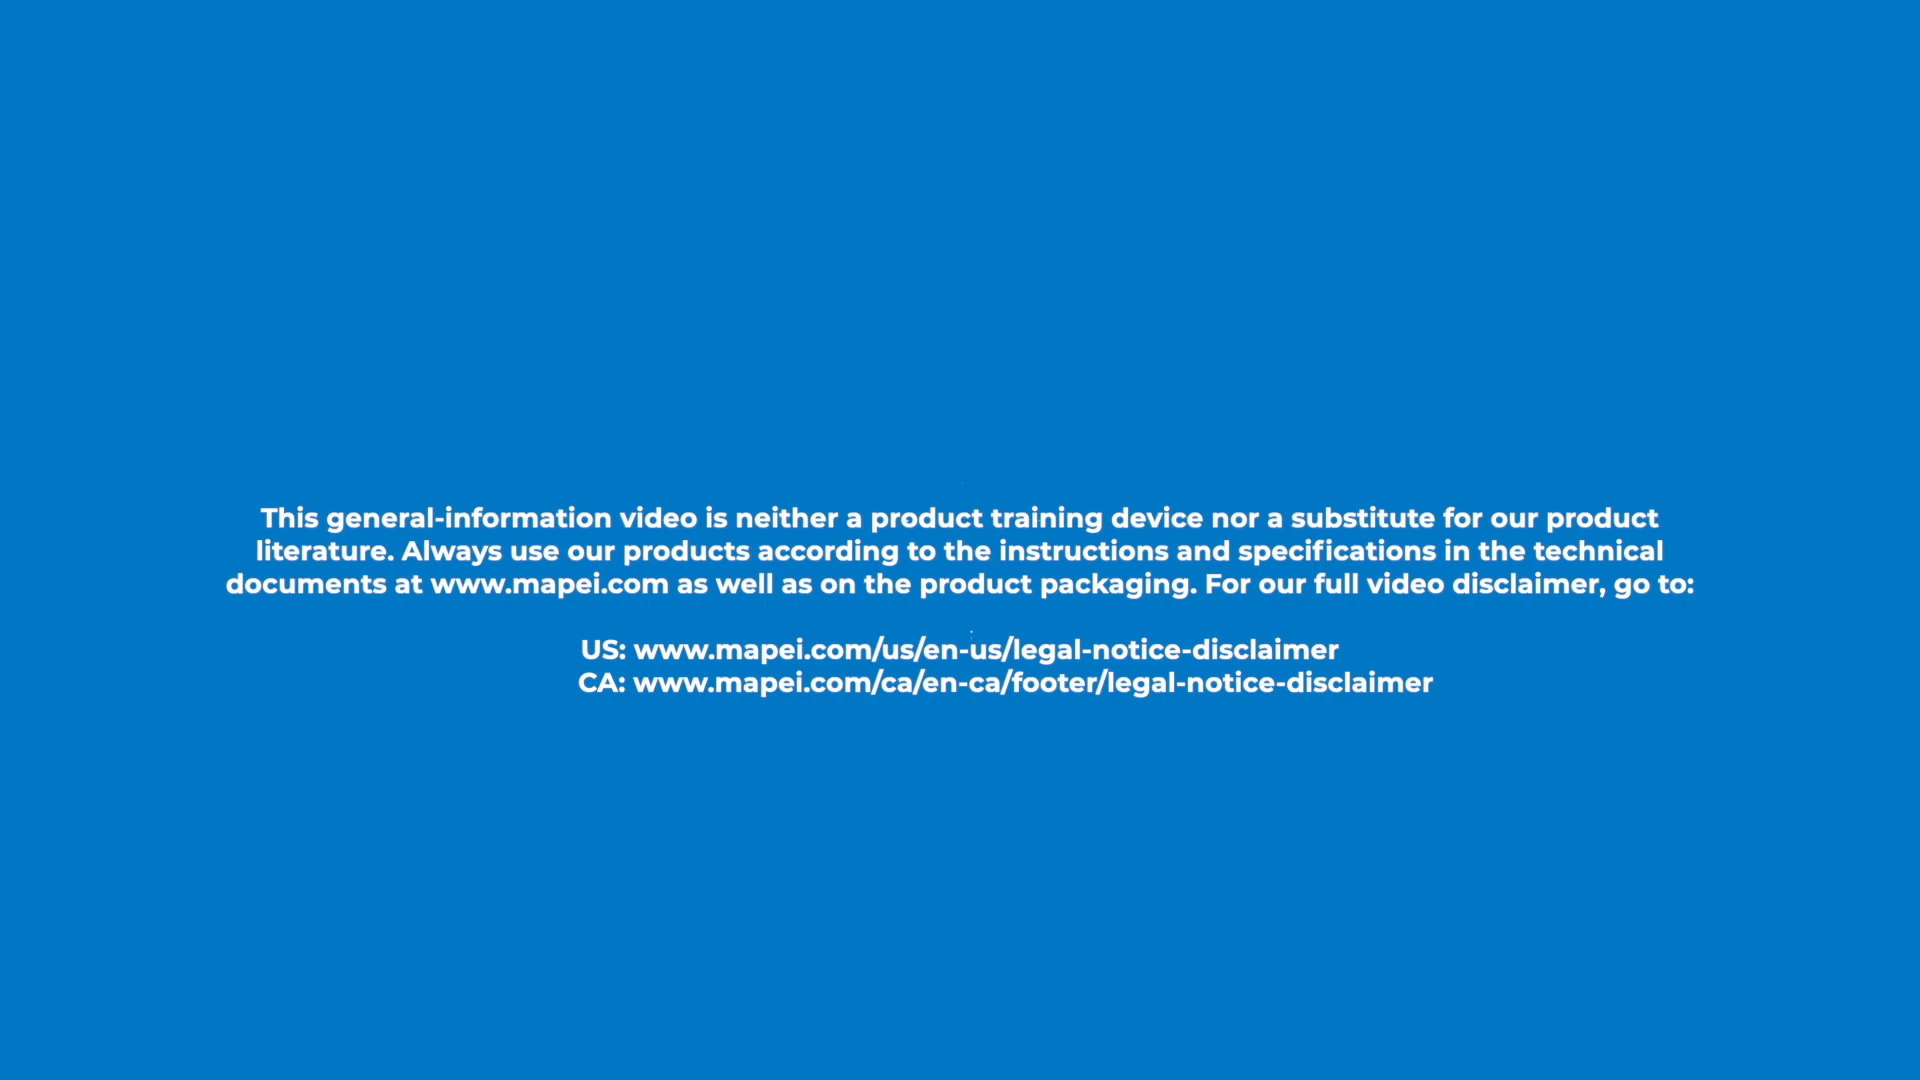 This general-information video is neither a product training device nor a substitute for our product
literature. Always use our products according to the instructions and specifications in the technical
documents at www.mapei.com as well as on the product packaging. For our full video disclaimer, go to:
US: www.mapei.com/us/en-us/legal-notice-disclaimer
CA: www.mapei.com/ca/en-ca/footer/legal-notice-disclaimer